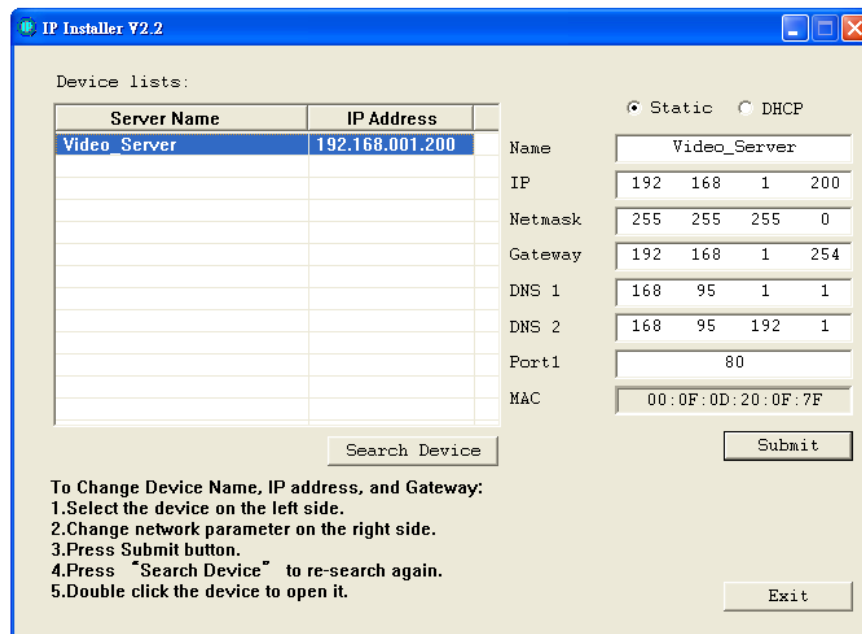 IP Installer V2.2
Device lists:
Server Name IP Address
Video_Server 192.168.001.200
Search Device
Static DHCP
Name Video_Server
IP 192 168 1 200
Netmask 255 255 255 0
Gateway 192 168 1 254
DNS 1 168 95 1 1
DNS 2 168 95 192 1
Port1 80
MAC 00:0F:0D:20:0F:7F
Submit
To Change Device Name, IP address, and Gateway:
1.Select the device on the left side.
2.Change network parameter on the right side.
3.Press Submit button.
4.Press “Search Device” to re-search again.
5.Double click the device to open it.
Exit